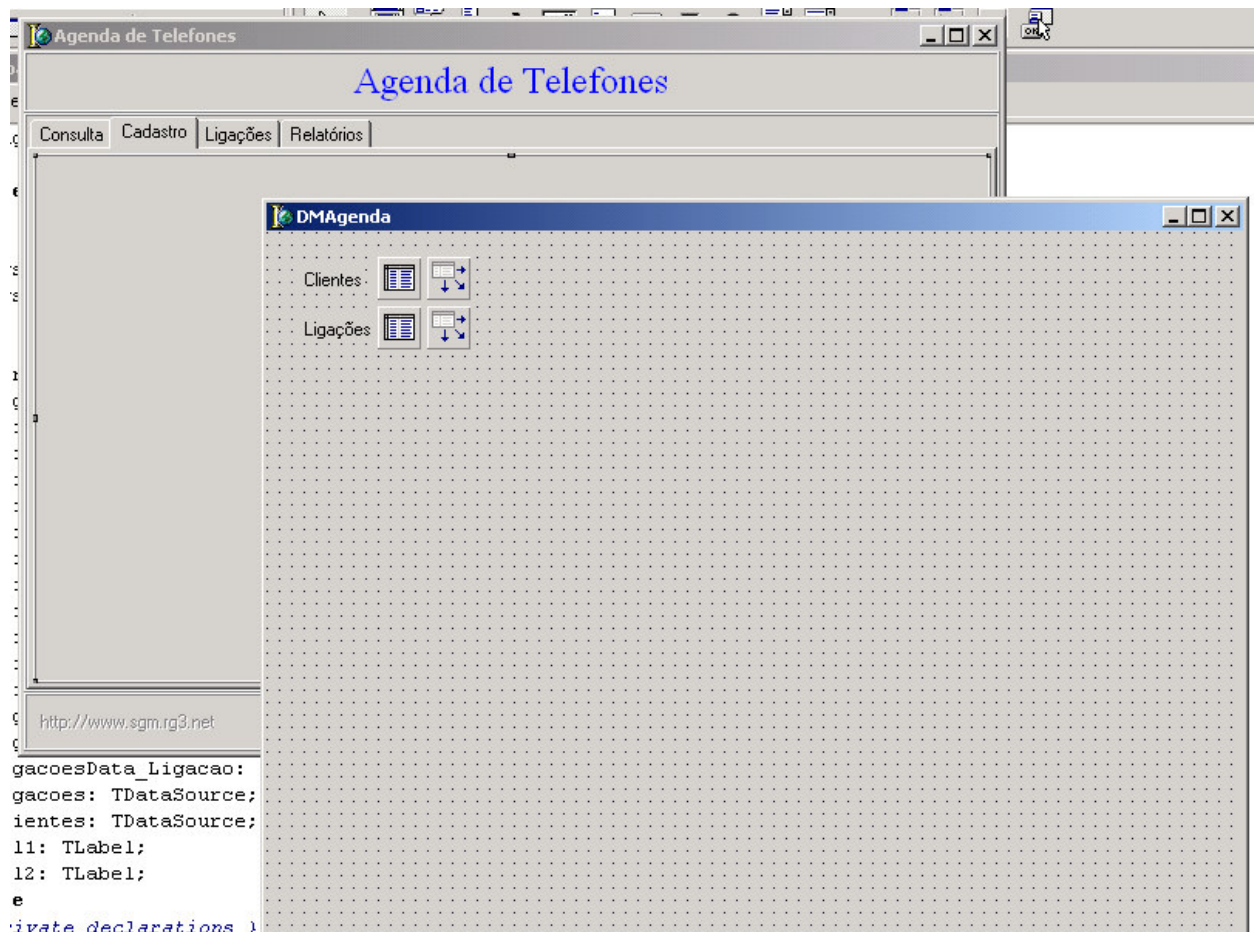 Agenda de Telefones
Agenda de Telefones
Consulta Cadastro Ligações Relatórios
DMAgenda
Clientes
Ligações
http://www.sgm.rg3.net
gacoesData_Ligacao:
gacoes: TDataSource;
ientes: TDataSource;
l1: TLabel;
l2: TLabel;
e
ivate declarations }